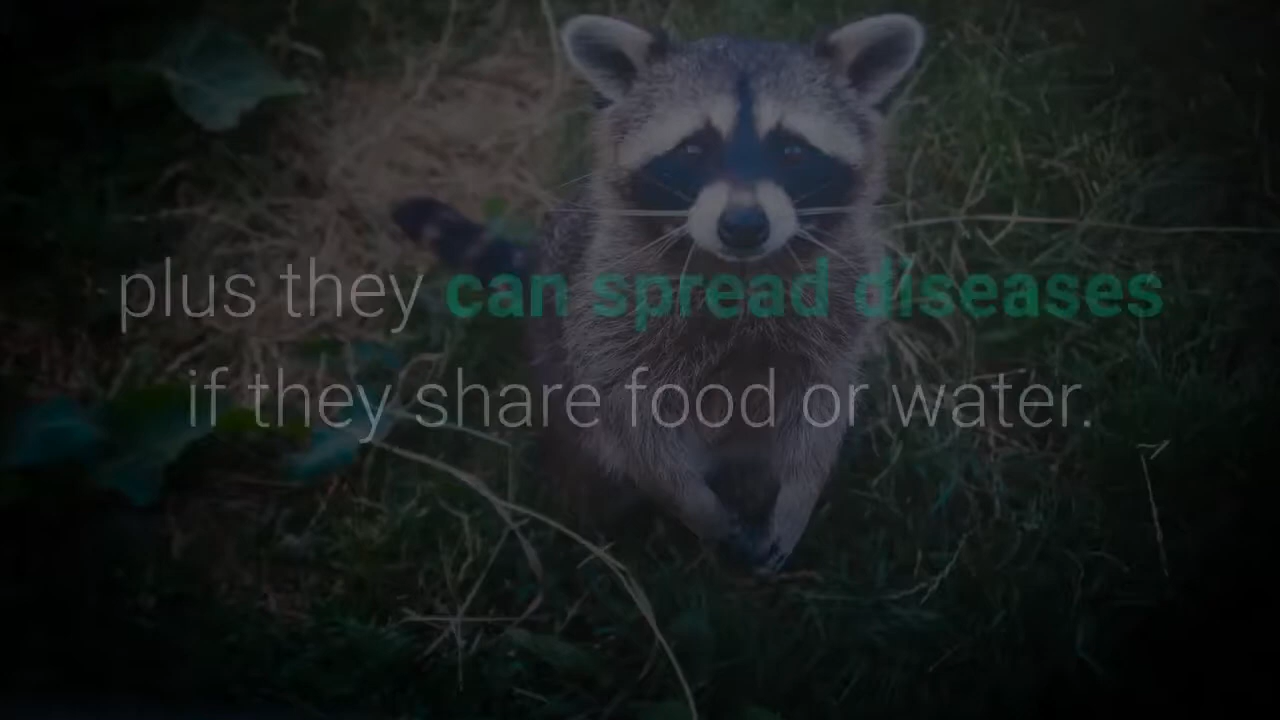 plus they can spread diseases
if they share food or water.